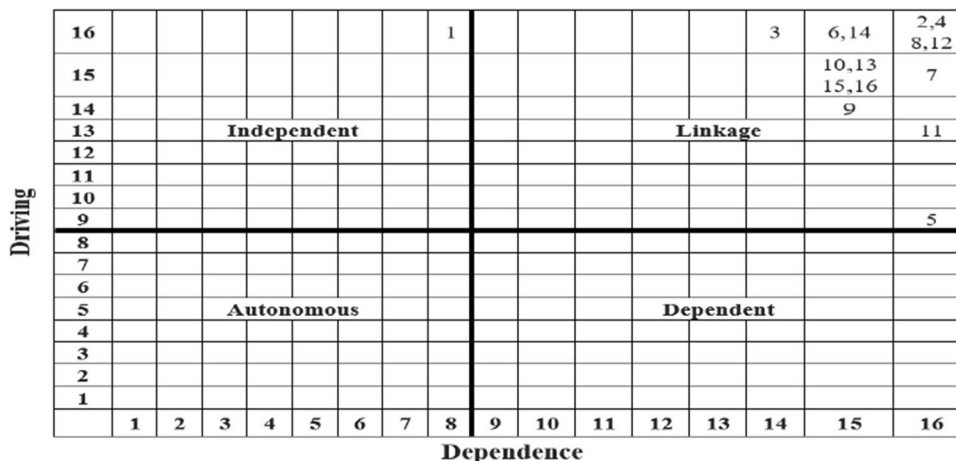 16 1 3 6,14 2,4
8,12
15 10,13
15,16 7
14 9
13 Independent Linkage 11
12
11
10
9 5
8
7
6
5 Autonomous Dependent
4
3
2
1
1 2 3 4 5 6 7 8 9 10 11 12 13 14 15 16
Driving
Dependence